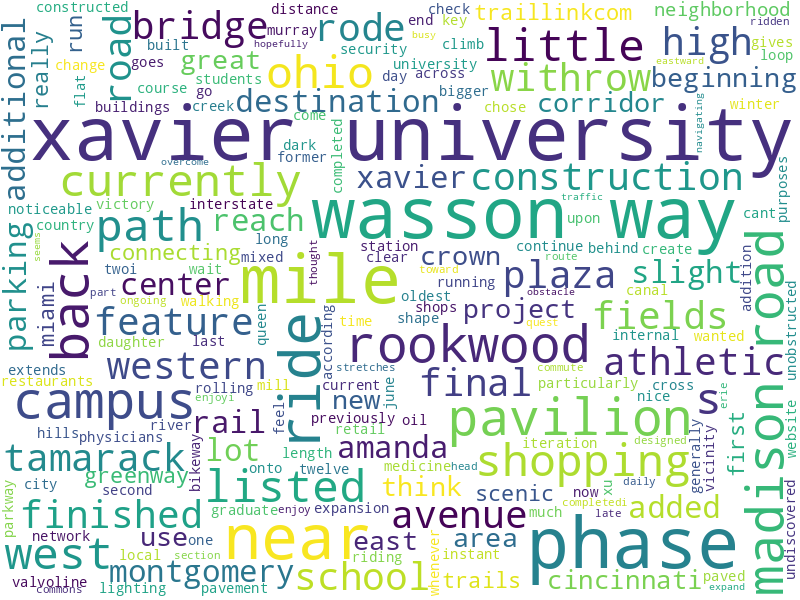 constructed distance check traillinkcom neighborhood
bridge murray end key
rode busy climb little high gives loop
road run built security hopefully ridden
goes great ohio day across university withrow eastward
really change students bigger beginning
flat course go chose corridor
buildings creek destination winter
additional come
xavier university
completed dark navigating
overcome former
currently xavier construction purposes
parking victory interstate traffic
noticeable wasson way upon cant
country path reach
connecting long station continue behind create
twoi wait mixed clear crown slight
back center mile running plaza canal
miami seems thought oldest project addition unobstructed
extends part ongoing walking queen shape shops fields
feature time according route obstacle internal
daughter toward quest wanted
western last ride rookwood athletic
restaurants rolling mill current stretches commute particularly
campus enjoyi june final cross nice
hills river feel new previously oil s madison road
physicians rail retail pavilion erie
tamarack bikeway lot amanda iteration designed first website
city onto length medicine head shopping generally vicinity
second greenway twelve think now
network listed scenic xu daily
parkway finished graduate enjoy expansion avenue much completedi added
use one riding east area late undiscovered
west local near instant phase
valvoline section whenever trails cincinnati paved
commons lighting montgomery pavement school expand